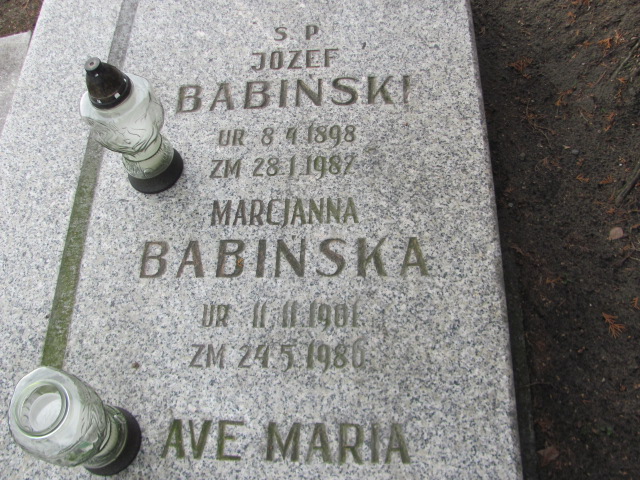 S P
JOZEF
BABINSKI
UR 8 4 1898
ZM 28.1.1987
MARCJANNA
BABINSKA
UR 11.11.1901
ZM 24.5.1986
AVE MARIA